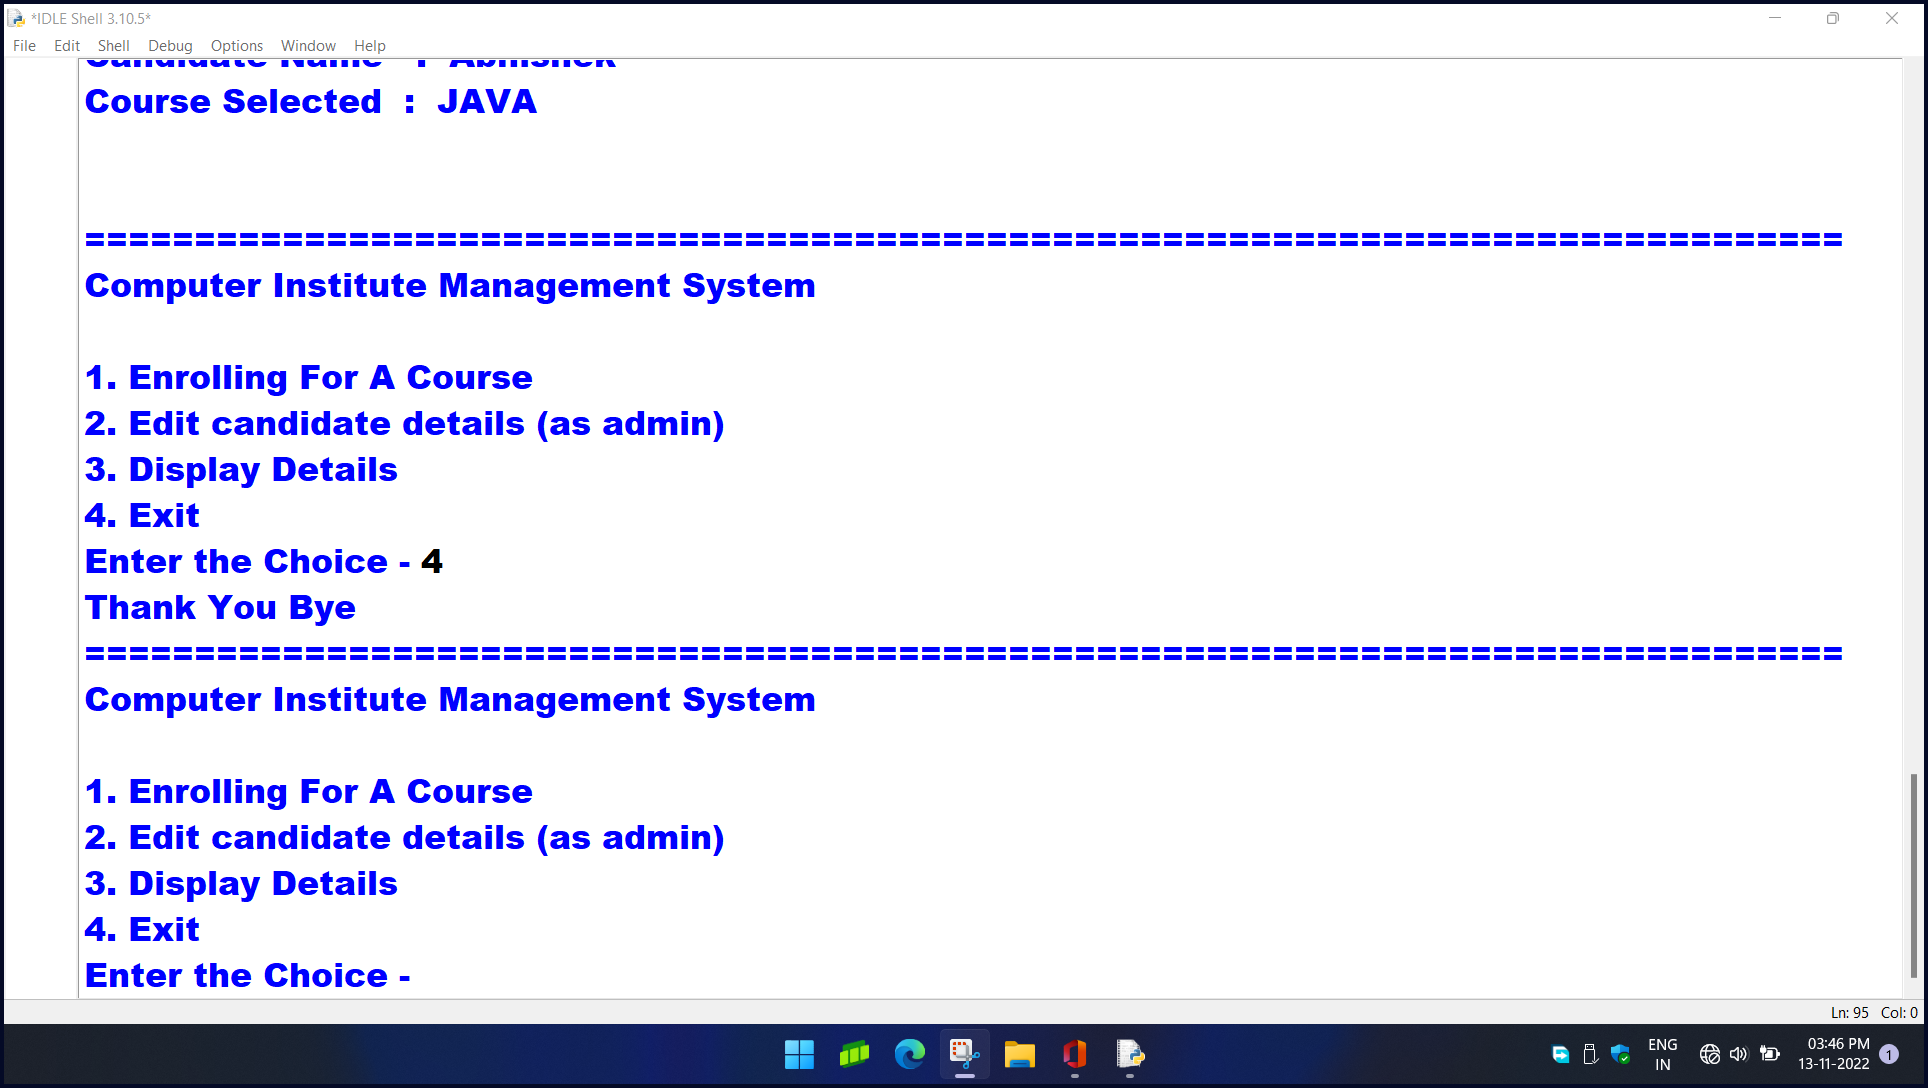 *IDLE Shell 3.10.5*
File Edit Shell Debug Options Window Help
Candidate Name : Abhishek
Course Selected : JAVA
================================================================================
Computer Institute Management System
1. Enrolling For A Course
2. Edit candidate details (as admin)
3. Display Details
4. Exit
Enter the Choice - 4
Thank You Bye
================================================================================
Computer Institute Management System
1. Enrolling For A Course
2. Edit candidate details (as admin)
3. Display Details
4. Exit
Enter the Choice -
Ln: 95 Col: 0
ENG
IN
03:46 PM
13-11-2022
1